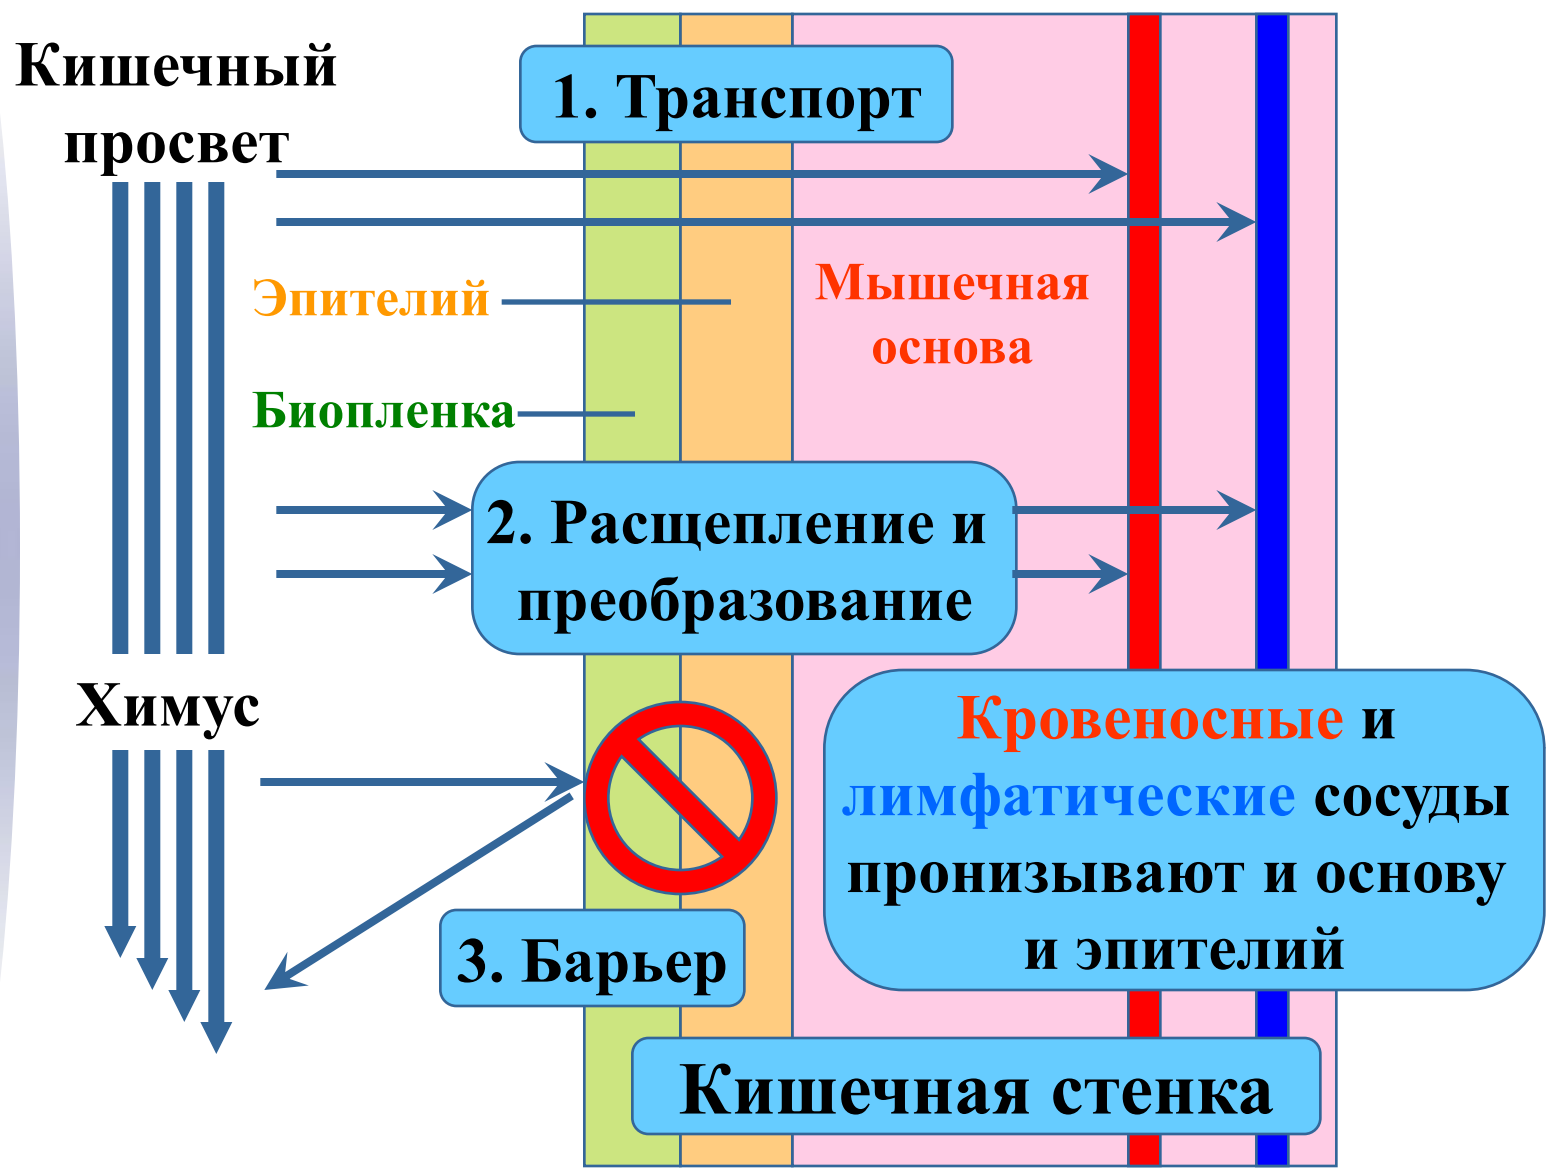 Кишечный
просвет
1. Транспорт
Эпителий
Мышечная
основа
Биопленка
2. Расщепление и
преобразование
Химус
Кровеносные и
лимфатические сосуды
пронизывают и основу
и эпителий
3. Барьер
Кишечная стенка